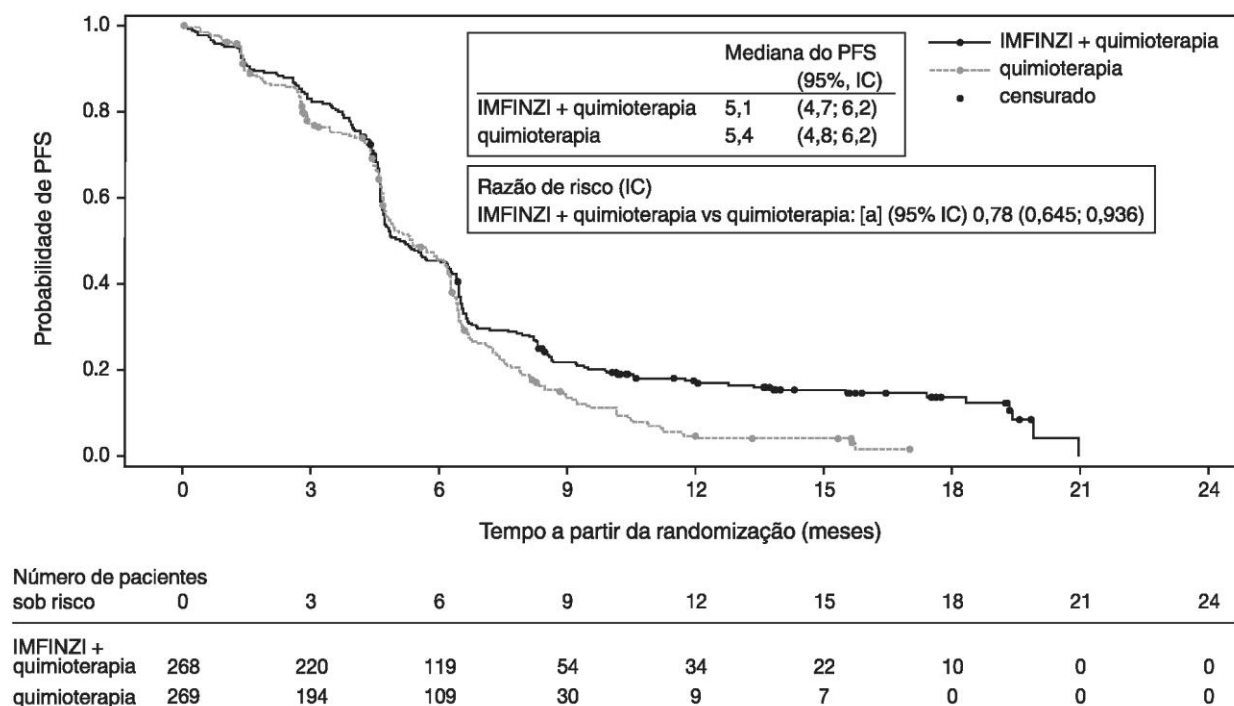 Probabilidade de PFS
1.0
0.8
0.6
0.4
0.2
0.0
Mediana do PFS
(95%, IC)
IMFINZI + quimioterapia 5,1 (4,7; 6,2)
quimioterapia 5,4 (4,8; 6,2)
Razão de risco (IC)
IMFINZI + quimioterapia vs quimioterapia: [a] (95% IC) 0,78 (0,645; 0,936)
IMFINZI + quimioterapia
quimioterapia
censurado
0 3 6 9 12 15 18 21 24
Tempo a partir da randomização (meses)
Número de pacientes
sob risco 0 3 6 9 12 15 18 21 24
IMFINZI +
quimioterapia 268 220 119 54 34 22 10 0 0
quimioterapia 269 194 109 30 9 7 0 0 0